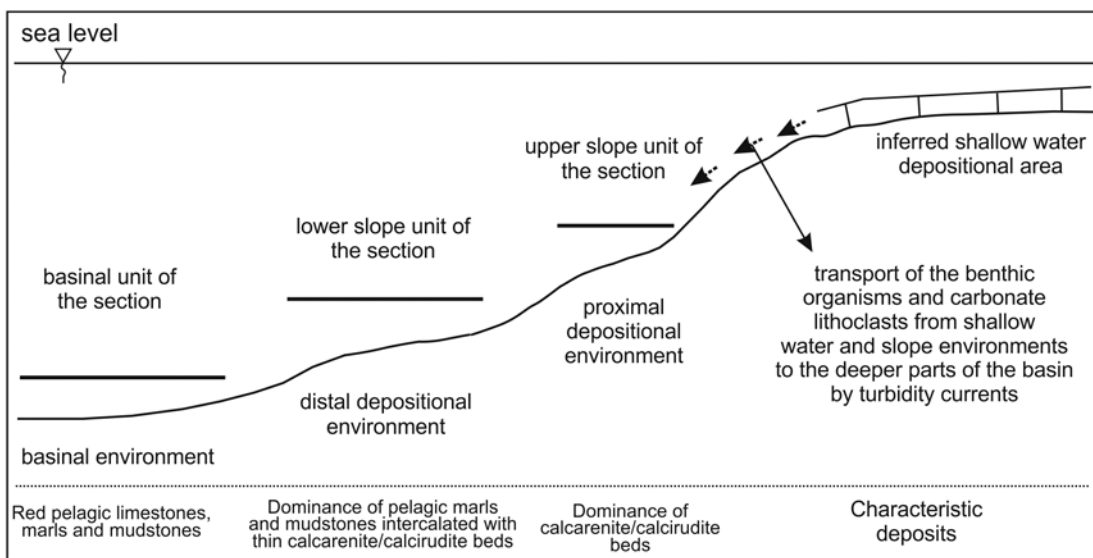 sea level
inferred shallow water
depositional area
upper slope unit of
the section
lower slope unit of
the section
basinal unit of
the section
transport of the benthic
organisms and carbonate
lithoclasts from shallow
water and slope environments
to the deeper parts of the basin
by turbidity currents
proximal
depositional
environment
distal depositional
environment
basinal environment
Red pelagic limestones,
marls and mudstones
Dominance of pelagic marls
and mudstones intercalated with
thin calcarenite/calcirudite beds
Dominance of
calcarenite/calcirudite
beds
Characteristic
deposits